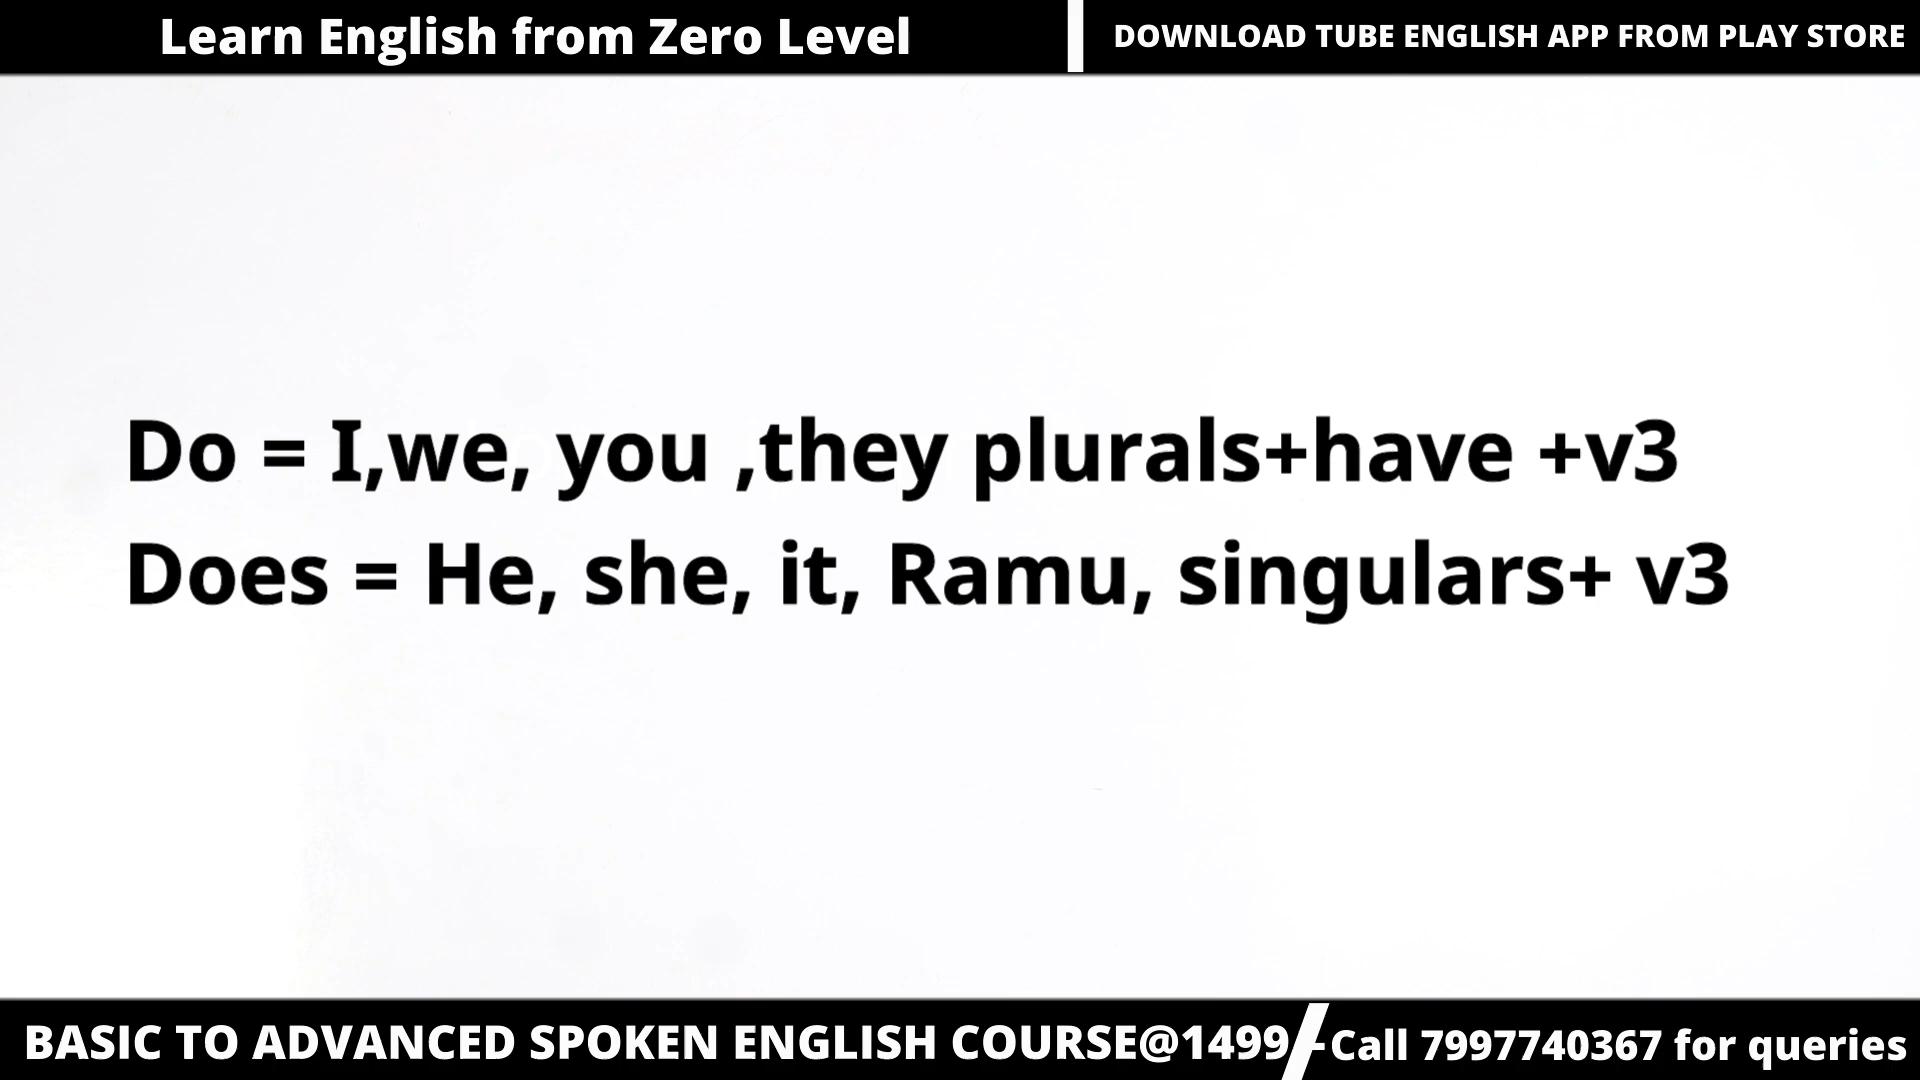 Learn English from Zero Level
DOWNLOAD TUBE ENGLISH APP FROM PLAY STORE
Do = I,we, you ,they plurals+have +v3
Does = He, she, it, Ramu, singulars+ v3
BASIC TO ADVANCED SPOKEN ENGLISH COURSE@1499/-
Call 7997740367 for queries